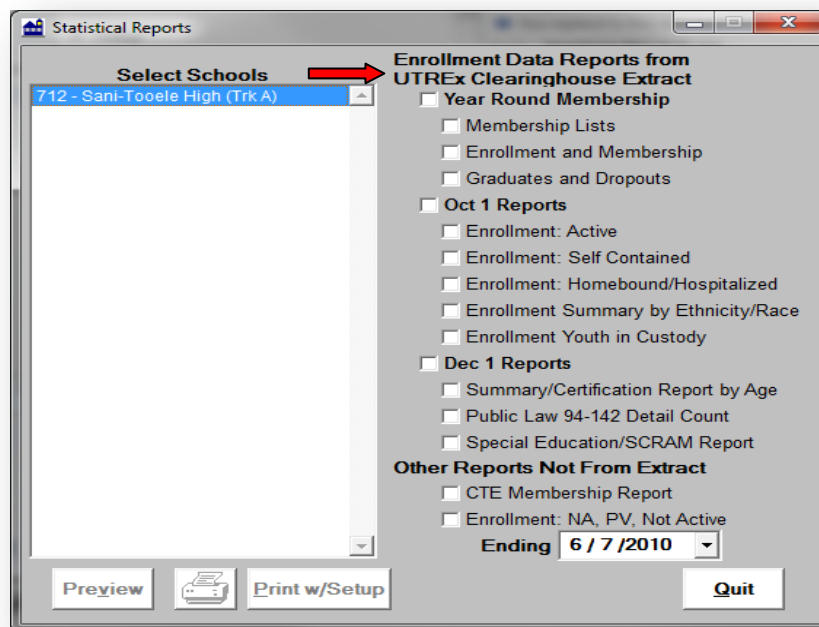 Statistical Reports
Select Schools
712 - Sani-Tooele High (Trk A)
Enrollment Data Reports from
UTREx Clearinghouse Extract
Year Round Membership
Membership Lists
Enrollment and Membership
Graduates and Dropouts
Oct 1 Reports
Enrollment: Active
Enrollment: Self Contained
Enrollment: Homebound/Hospitalized
Enrollment Summary by Ethnicity/Race
Enrollment Youth in Custody
Dec 1 Reports
Summary/Certification Report by Age
Public Law 94-142 Detail Count
Special Education/SCRAM Report
Other Reports Not From Extract
CTE Membership Report
Enrollment: NA, PV, Not Active
Ending 6 / 7 /2010
Preview Print w/Setup Quit